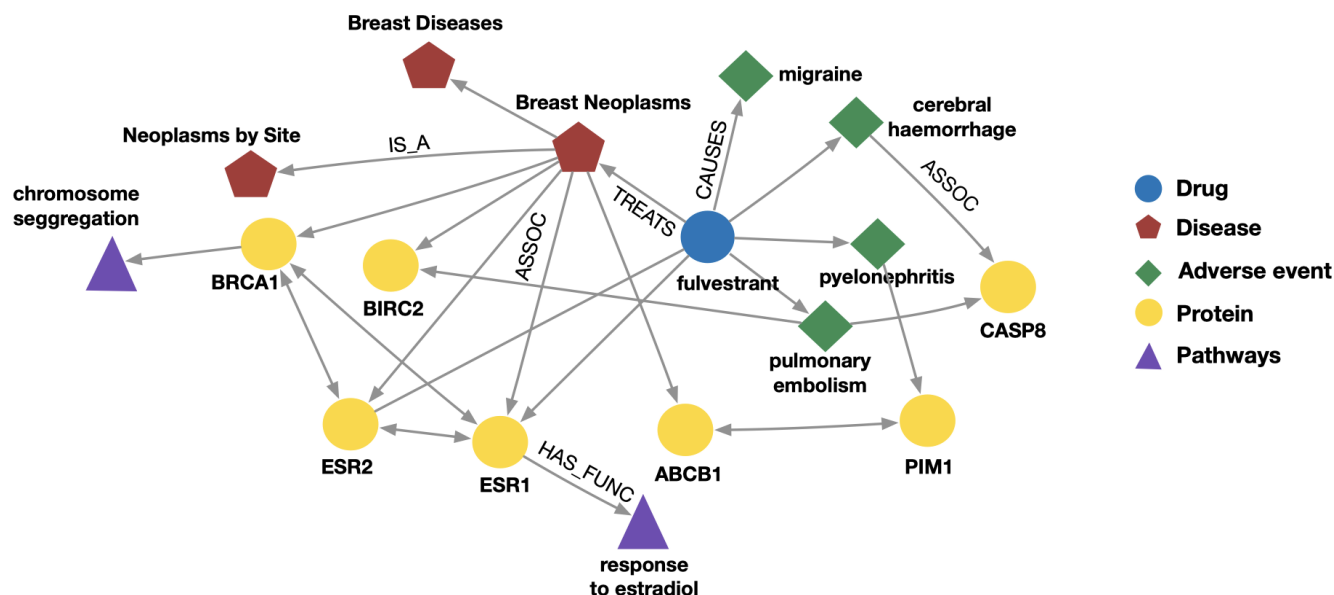 Breast Diseases
migraine
Breast Neoplasms
cerebral
haemorrhage
Neoplasms by Site
IS_A
CAUSES
ASSOC
chromosome
seggregation
TREATS
Drug
Disease
ASSOC
Adverse event
BRCA1
fulvestrant
pyelonephritis
BIRC2
Protein
CASP8
Pathways
pulmonary
embolism
HAS_FUNC
ESR2
ESR1
ABCB1
PIM1
response
to estradiol